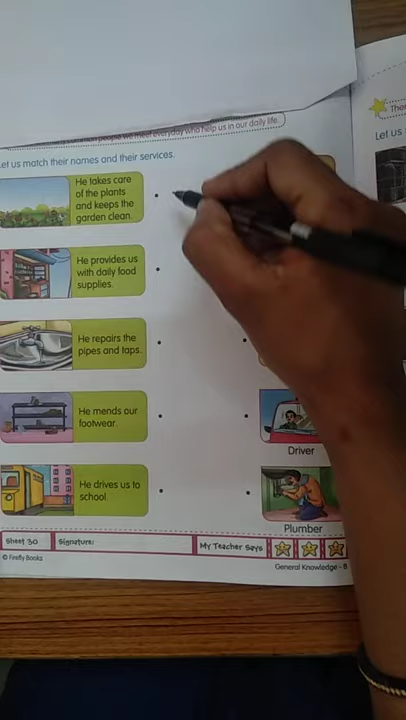 people we meet everyday who help us in our daily life.
Let us match their names and their services.
He takes care
of the plants
and keeps the
garden clean.
He provides us
with daily food
supplies.
He repairs the
pipes and taps.
He mends our
footwear
Driver
He drives us to
school.
Plumber
Sheet 30
Signature:
My Teacher Says
© Firefly Books
General Knowledge - B
Ther
Let us